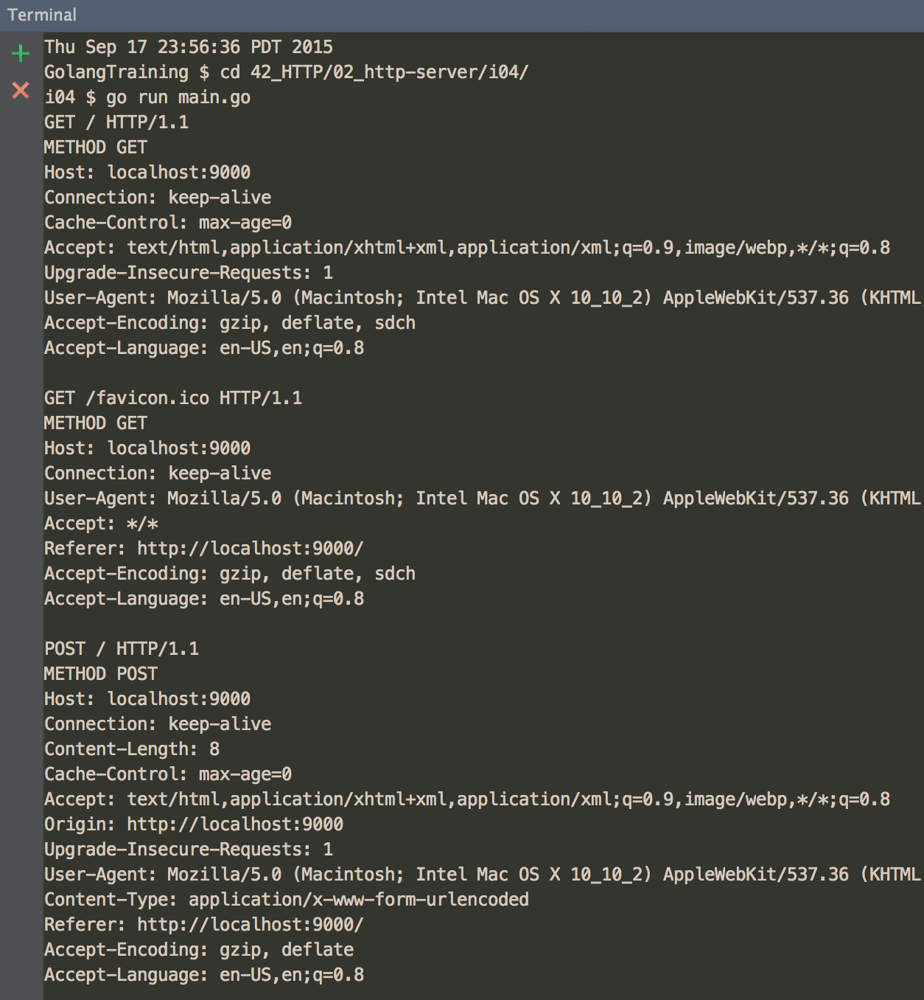 Terminal
Thu Sep 17 23:56:36 PDT 2015
GolangTraining $ cd 42_HTTP/02_http-server/i04/
i04 $ go run main.go
GET / HTTP/1.1
METHOD GET
Host: localhost:9000
Connection: keep-alive
Cache-Control: max-age=0
Accept: text/html,application/xhtml+xml,application/xml;q=0.9,image/webp,*/*;q=0.8
Upgrade-Insecure-Requests: 1
User-Agent: Mozilla/5.0 (Macintosh; Intel Mac OS X 10_10_2) AppleWebKit/537.36 (KHTML,
Accept-Encoding: gzip, deflate, sdch
Accept-Language: en-US,en;q=0.8

GET /favicon.ico HTTP/1.1
METHOD GET
Host: localhost:9000
Connection: keep-alive
User-Agent: Mozilla/5.0 (Macintosh; Intel Mac OS X 10_10_2) AppleWebKit/537.36 (KHTML,
Accept: */*
Referer: http://localhost:9000/
Accept-Encoding: gzip, deflate, sdch
Accept-Language: en-US,en;q=0.8

POST / HTTP/1.1
METHOD POST
Host: localhost:9000
Connection: keep-alive
Content-Length: 8
Cache-Control: max-age=0
Accept: text/html,application/xhtml+xml,application/xml;q=0.9,image/webp,*/*;q=0.8
Origin: http://localhost:9000
Upgrade-Insecure-Requests: 1
User-Agent: Mozilla/5.0 (Macintosh; Intel Mac OS X 10_10_2) AppleWebKit/537.36 (KHTML,
Content-Type: application/x-www-form-urlencoded
Referer: http://localhost:9000/
Accept-Encoding: gzip, deflate
Accept-Language: en-US,en;q=0.8